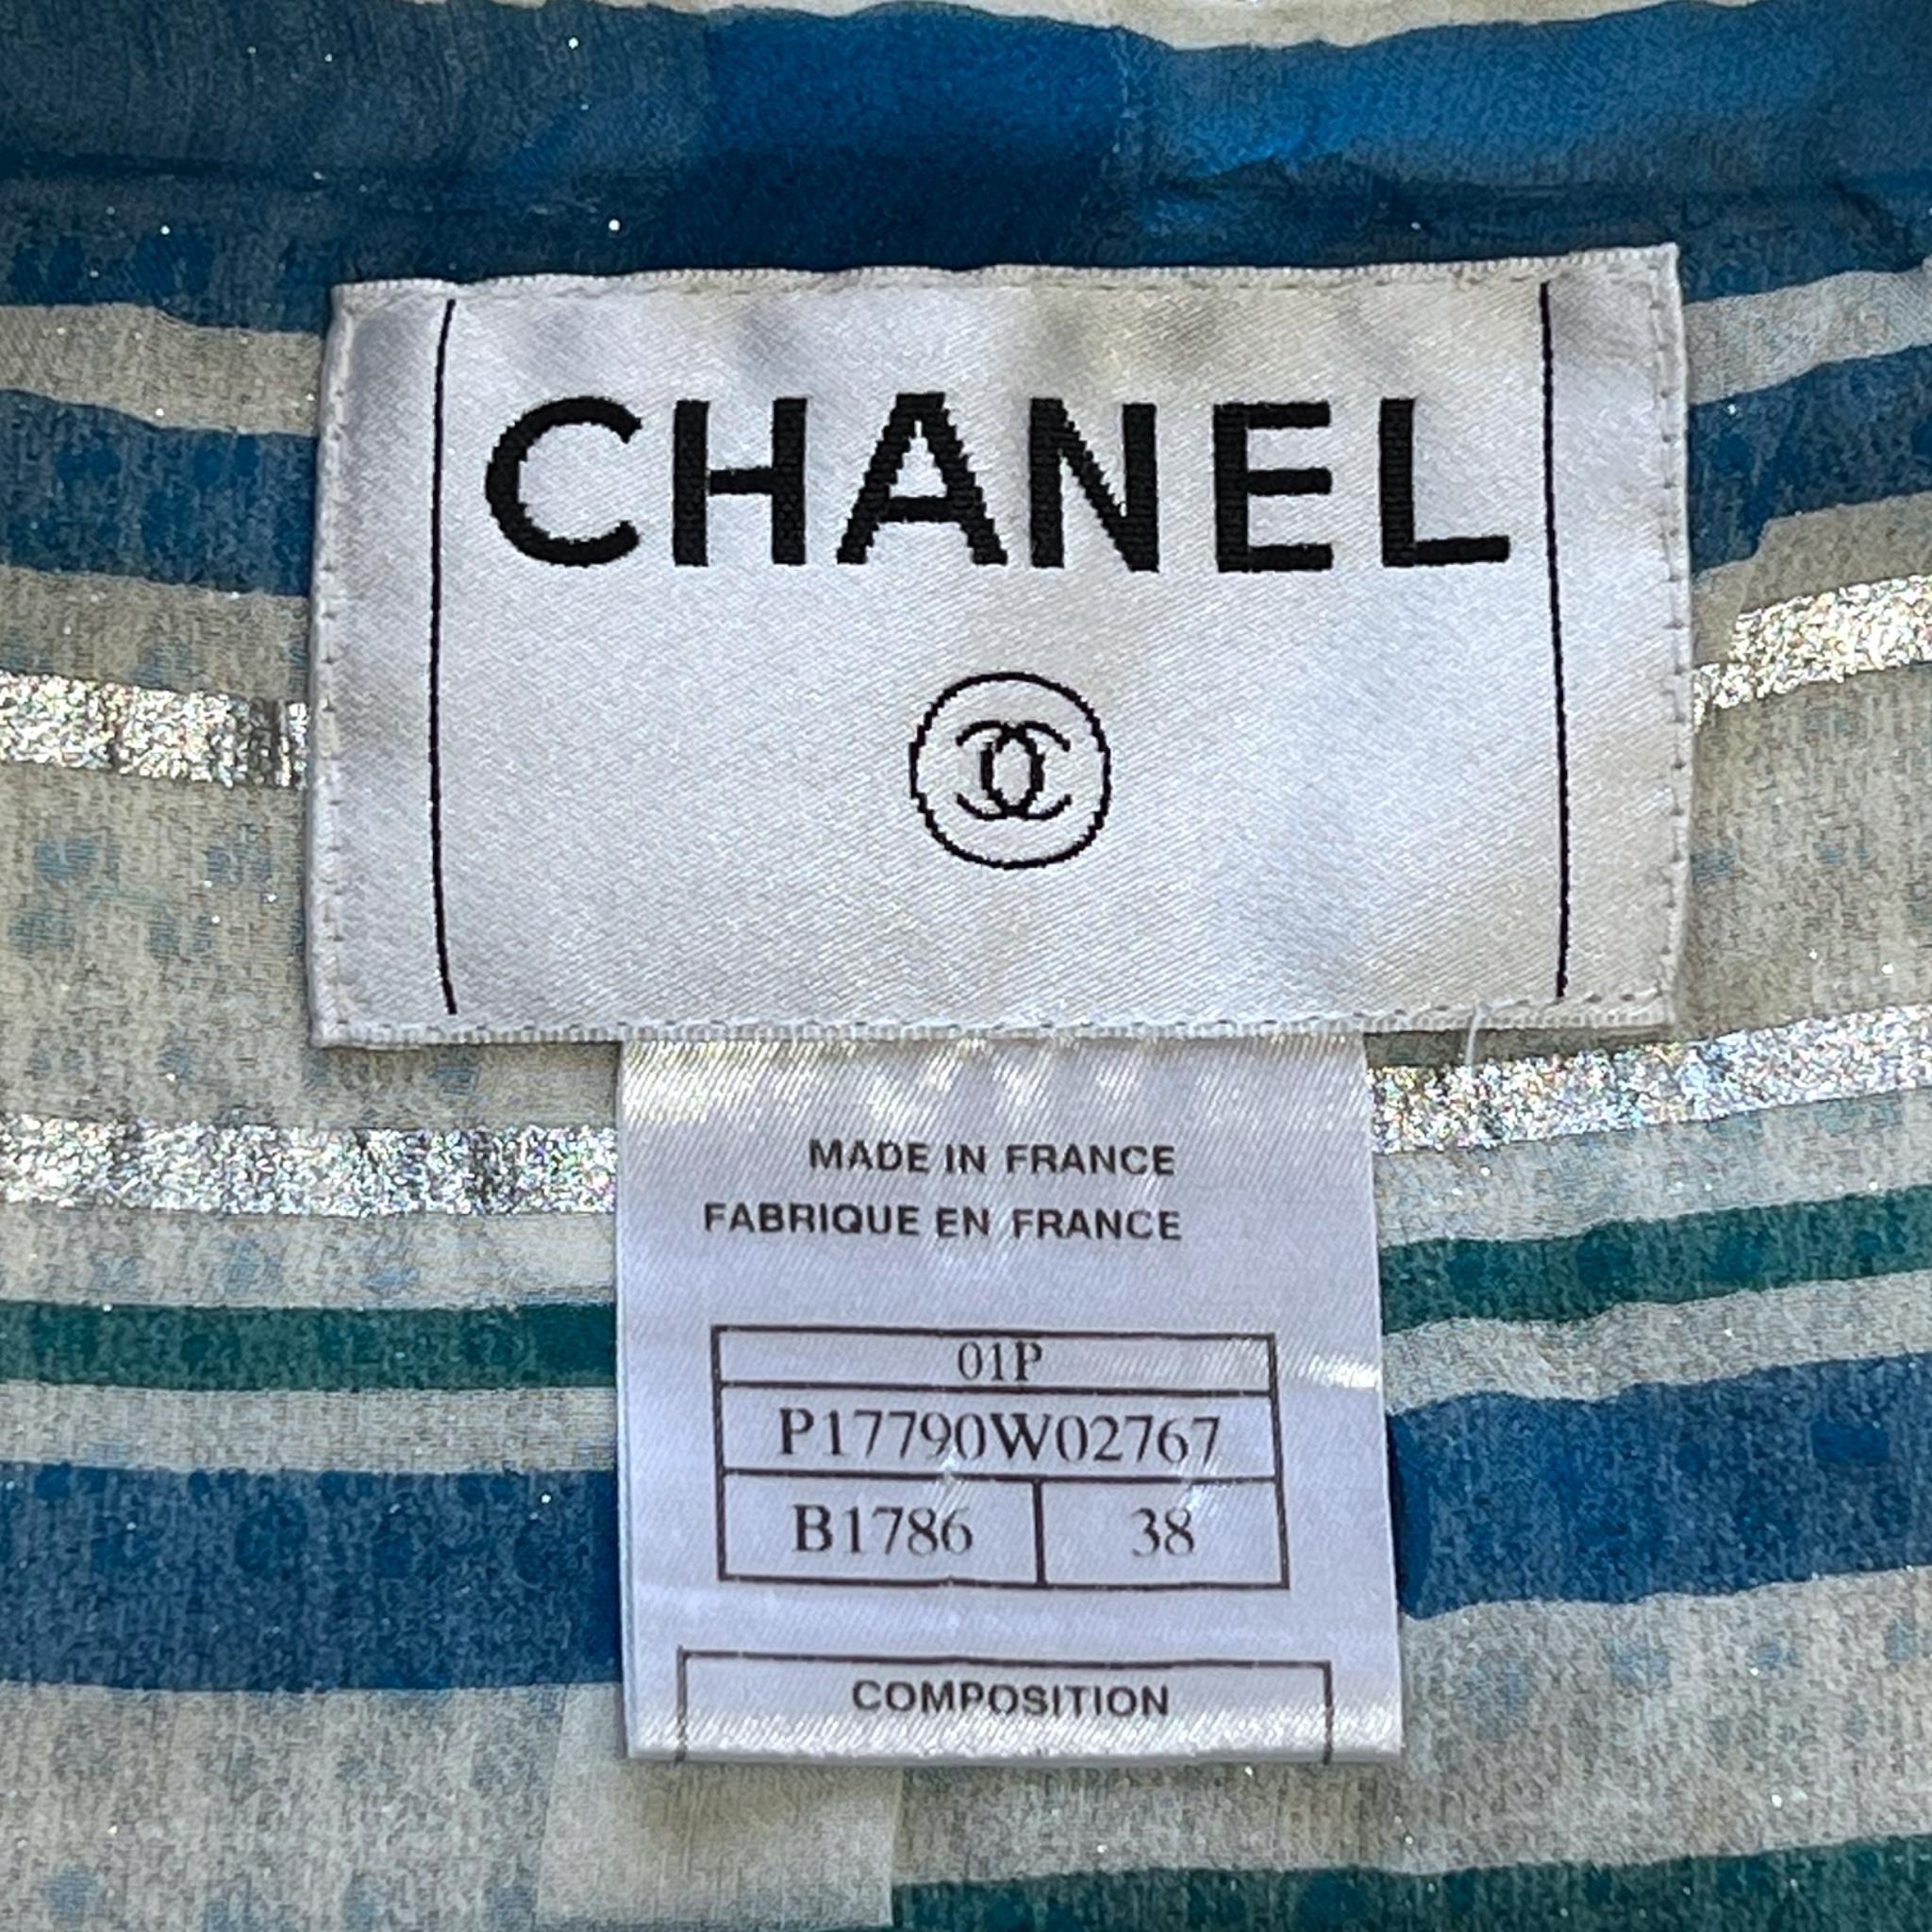 CHANEL
MADE IN FRANCE
FABRIQUE EN FRANCE
01P
P17790W02767
B1786 38
COMPOSITION